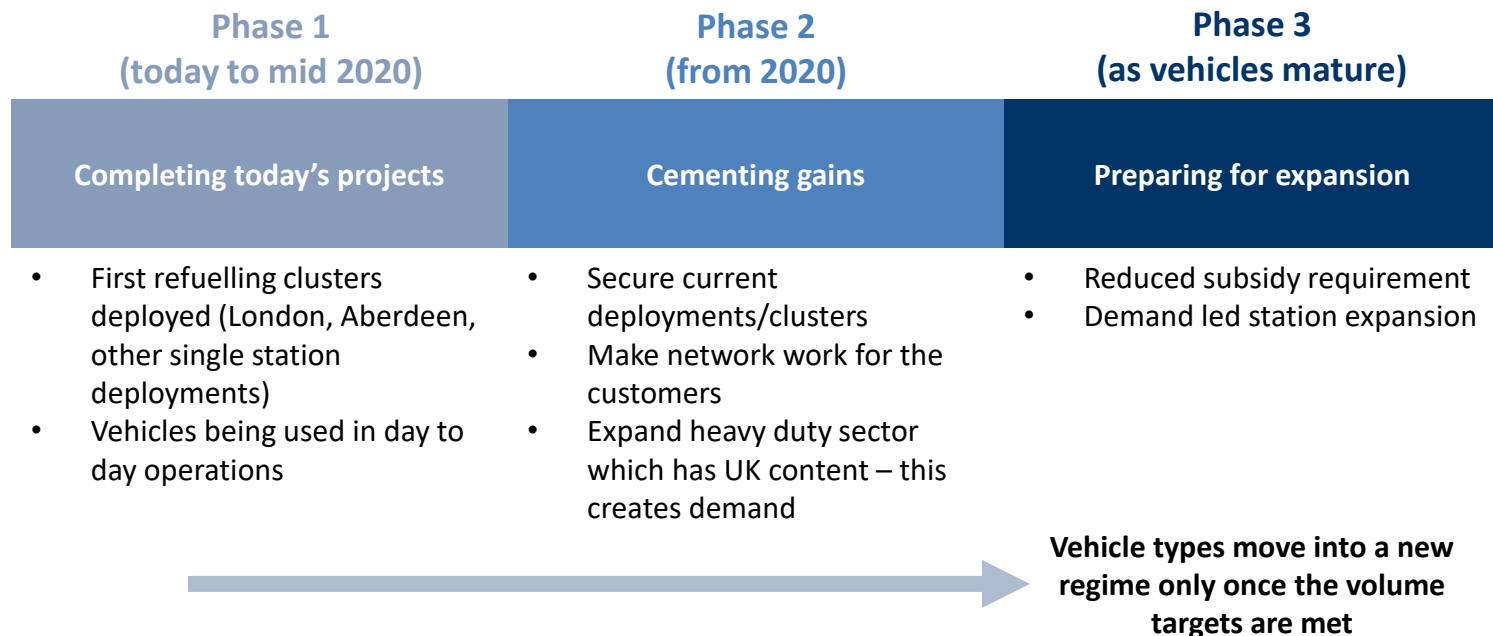 Phase 1
(today to mid 2020)
Phase 2
(from 2020)
Phase 3
(as vehicles mature)
Completing today’s projects
Cementing gains
Preparing for expansion
• First refuelling clusters
deployed (London, Aberdeen,
other single station
deployments)
• Vehicles being used in day to
day operations
• Secure current
deployments/clusters
• Make network work for the
customers
• Expand heavy duty sector
which has UK content – this
creates demand
• Reduced subsidy requirement
• Demand led station expansion
Vehicle types move into a new
regime only once the volume
targets are met